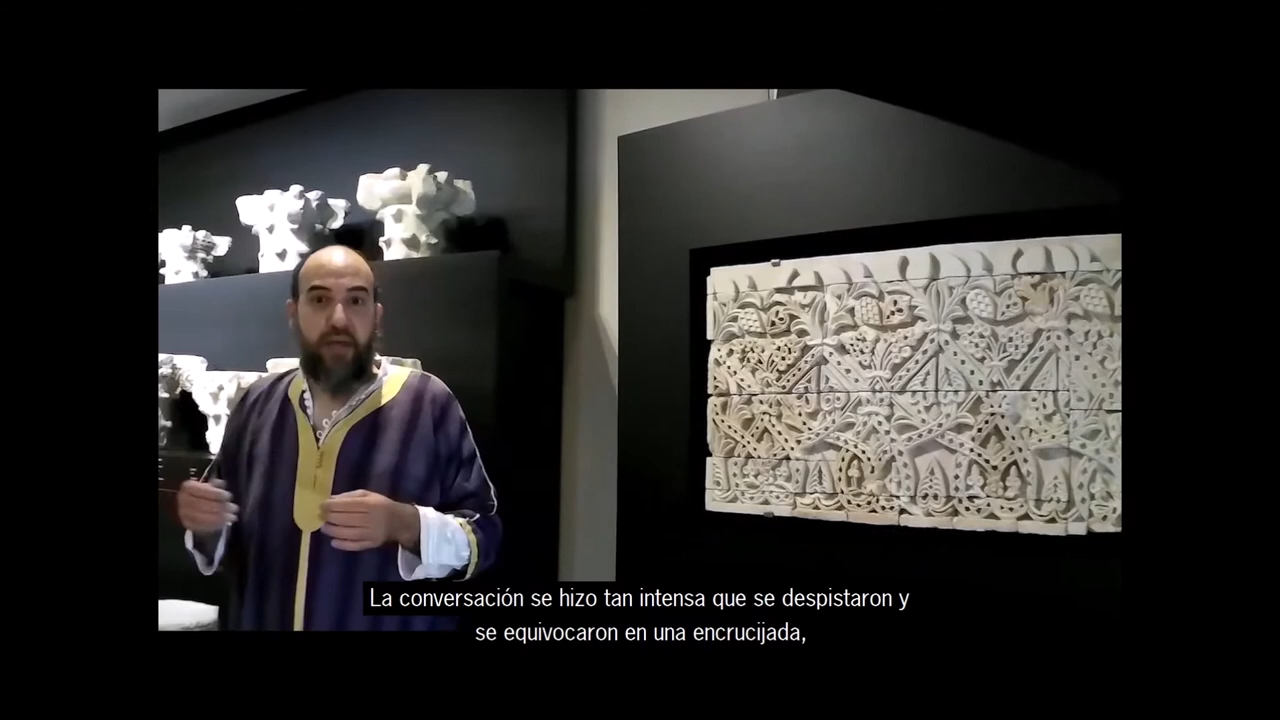 La conversación se hizo tan intensa que se despistaron y
se equivocaron en una encrucijada,